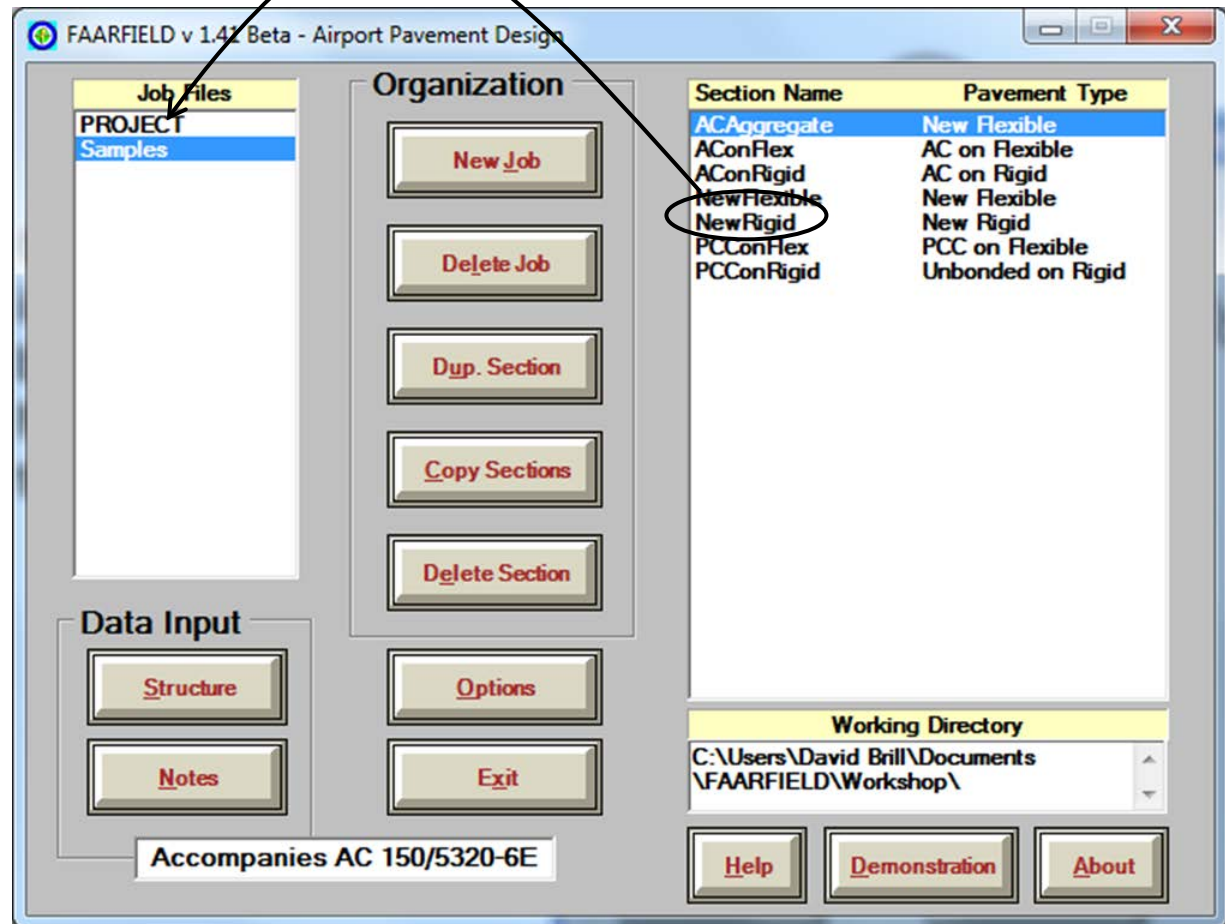 FAARFIELD v 1.41 Beta - Airport Pavement Design
Job Files
PROJECT
Samples
Organization
New Job
Delete Job
Dup. Section
Copy Sections
Delete Section
Data Input
Structure
Notes
Options
Exit
Accompanies AC 150/5320-6E
Section Name Pavement Type
ACAggregate New Flexible
AConFlex AC on Flexible
AConRigid AC on Rigid
NewFlexible New Flexible
NewRigid New Rigid
PCConFlex PCC on Flexible
PCConRigid Unbonded on Rigid
Working Directory
C:\Users\David Brill\Documents
\FAARFIELD\Workshop\
Help
Demonstration
About